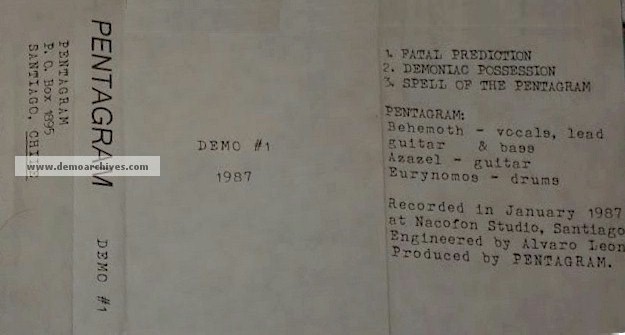 PENTAGRAM
P. O. Box 1895
SANTIAGO, CHILE
PENTAGRAM DEMO #1
DEMO #1
1987
1. FATAL PREDICTION
2. DEMONIAC POSSESSION
3. SPELL OF THE PENTAGRAM
PENTAGRAM:
Behemoth - vocals, lead
guitar & bass
Azazel - guitar
Eurynomos - drums
Recorded in January 1987
at Nacofon Studio, Santiago
Engineered by Alvaro Leon
Produced by PENTAGRAM.
www.demoarchives.com